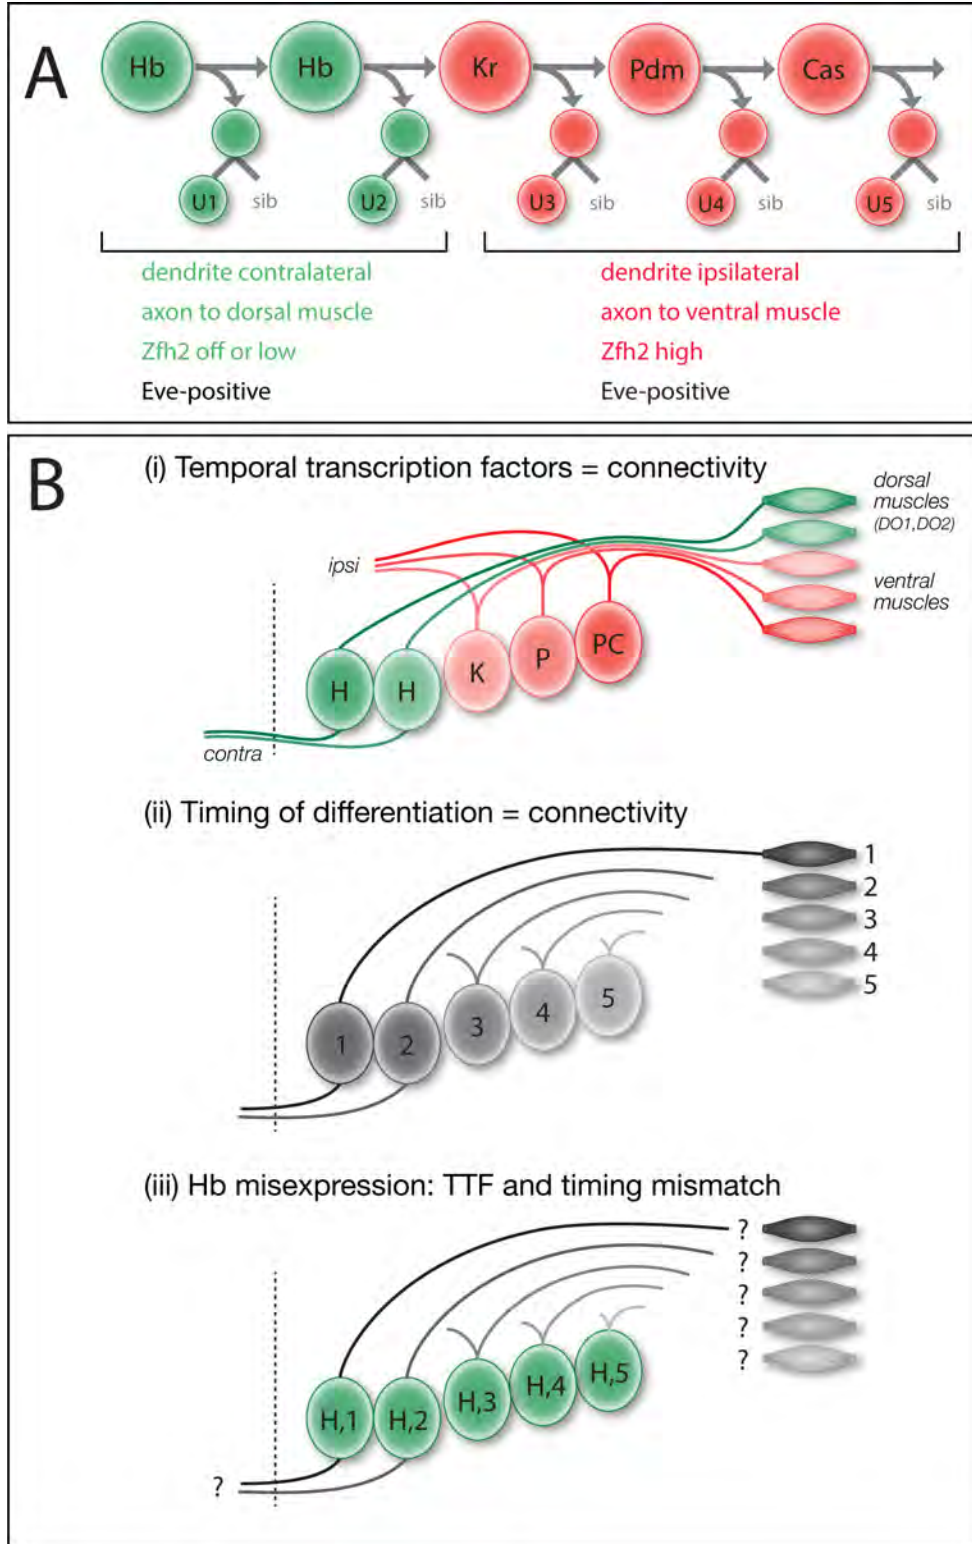 A
Hb Hb Kr Pdm Cas
U1 sib U2 sib U3 sib U4 sib U5 sib
dendrite contralateral
axon to dorsal muscle
Zfh2 off or low
Eve-positive
dendrite ipsilateral
axon to ventral muscle
Zfh2 high
Eve-positive
B
(i) Temporal transcription factors = connectivity
dorsal
muscles
(DO1,DO2)
ipsi
ventral
muscles
H H K P PC
contra
(ii) Timing of differentiation = connectivity
1
2
3
4
5
1 2 3 4 5
(iii) Hb misexpression: TTF and timing mismatch
?
?
?
?
?
H,1 H,2 H,3 H,4 H,5
?